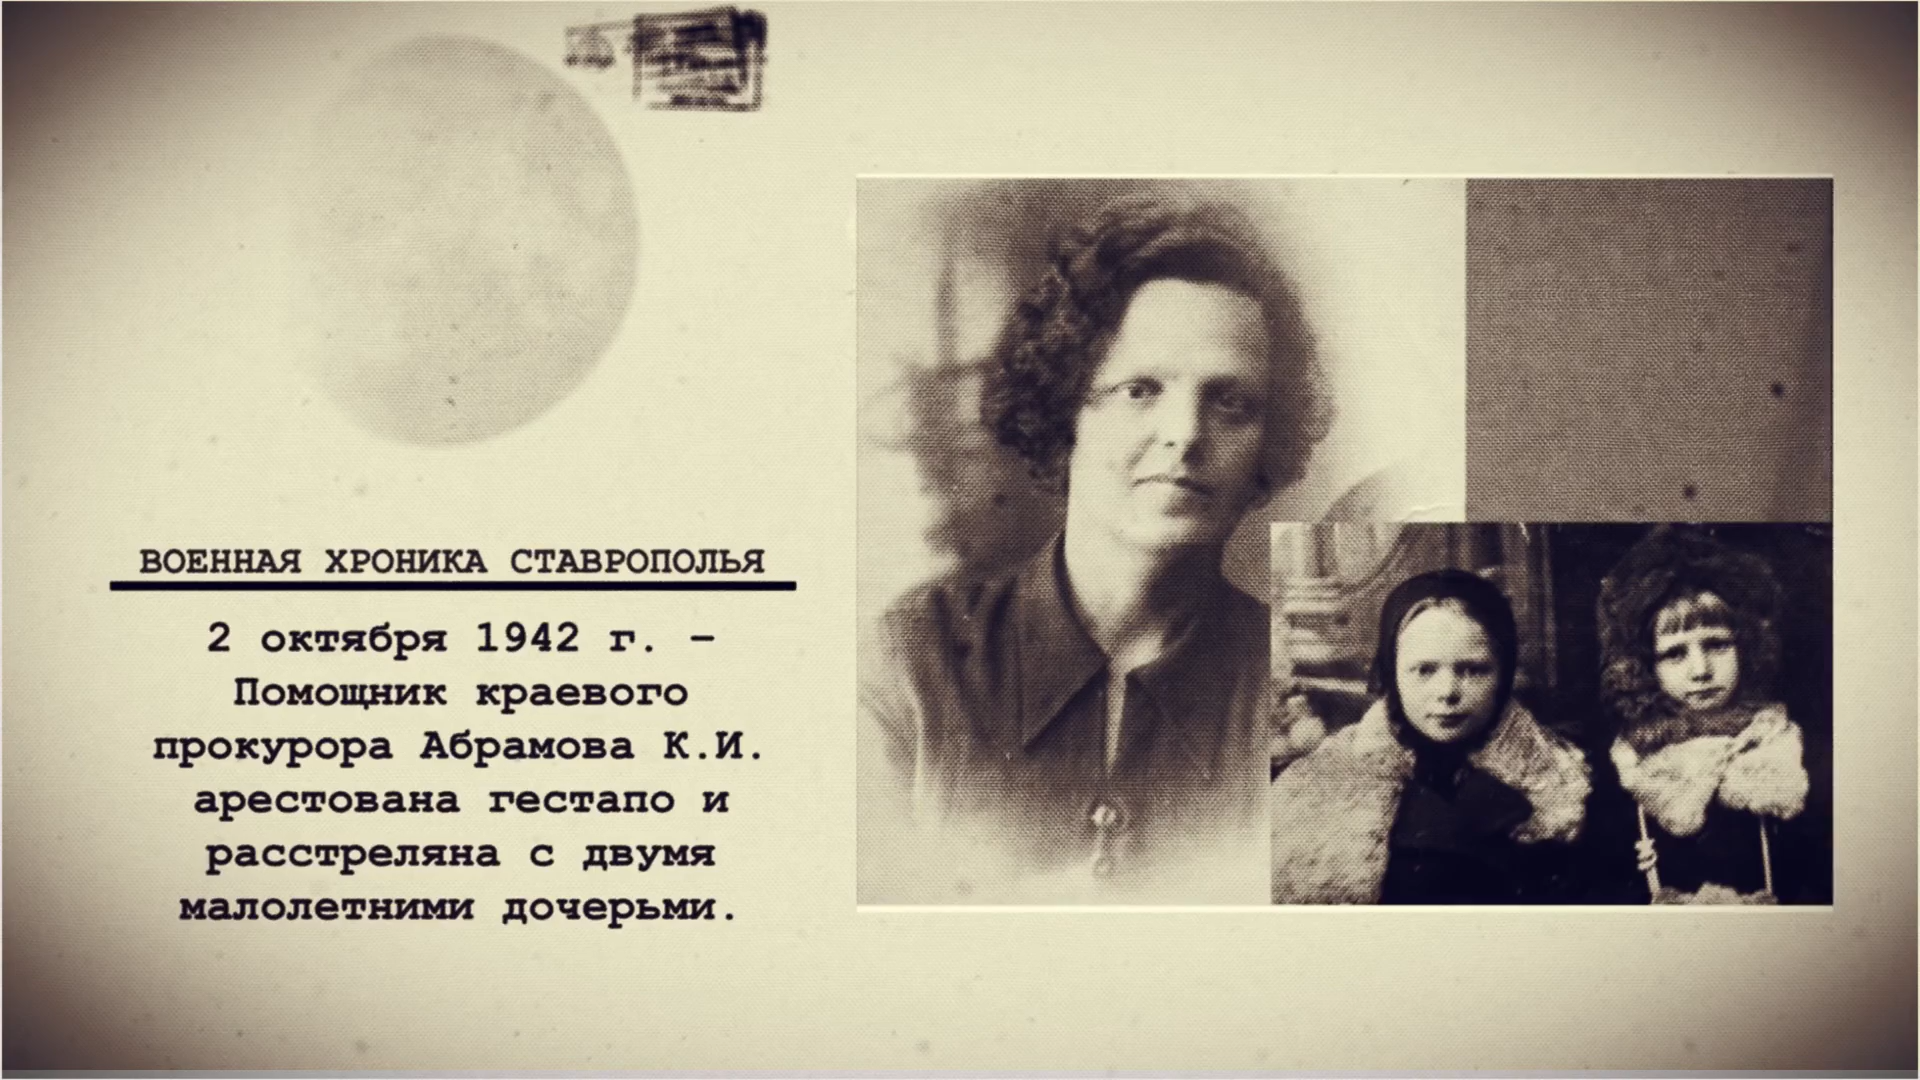 ВОЕННАЯ ХРОНИКА СТАВРОПОЛЬЯ
2 октября 1942 г. –
Помощник краевого
прокурора Абрамова К.И.
арестована гестапо и
расстреляна с двумя
малолетними дочерьми.